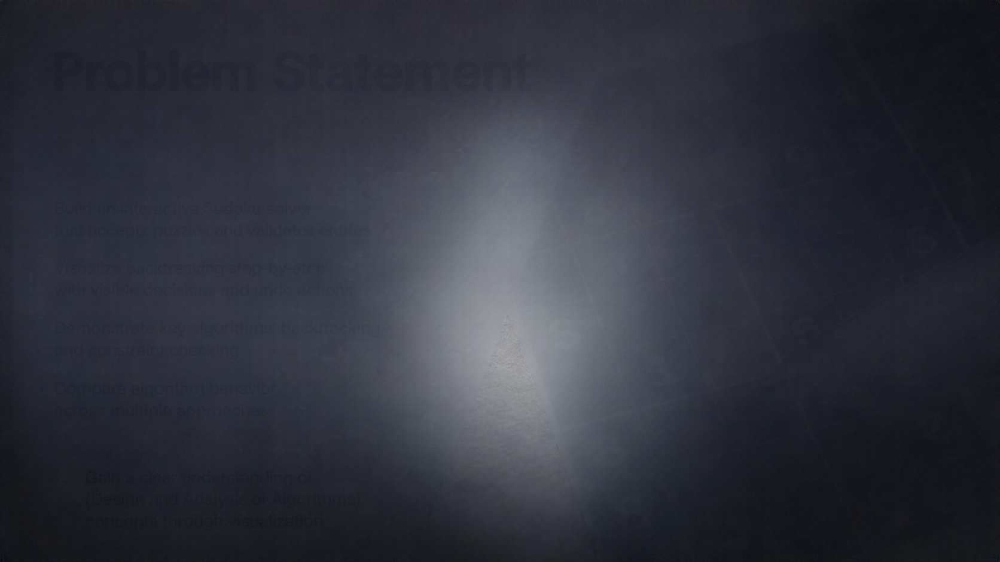 Problem Statement
Build an interactive Sudoku solver
that accepts puzzles and validates entries
Visualize backtracking step-by-step
with visible decisions and undo actions
Demonstrate key algorithms: backtracking
and constraint checking
Compare algorithm behavior
across multiple approaches
Gain a clear understanding of
(Design and Analysis of Algorithms)
concepts through visualization
6
5